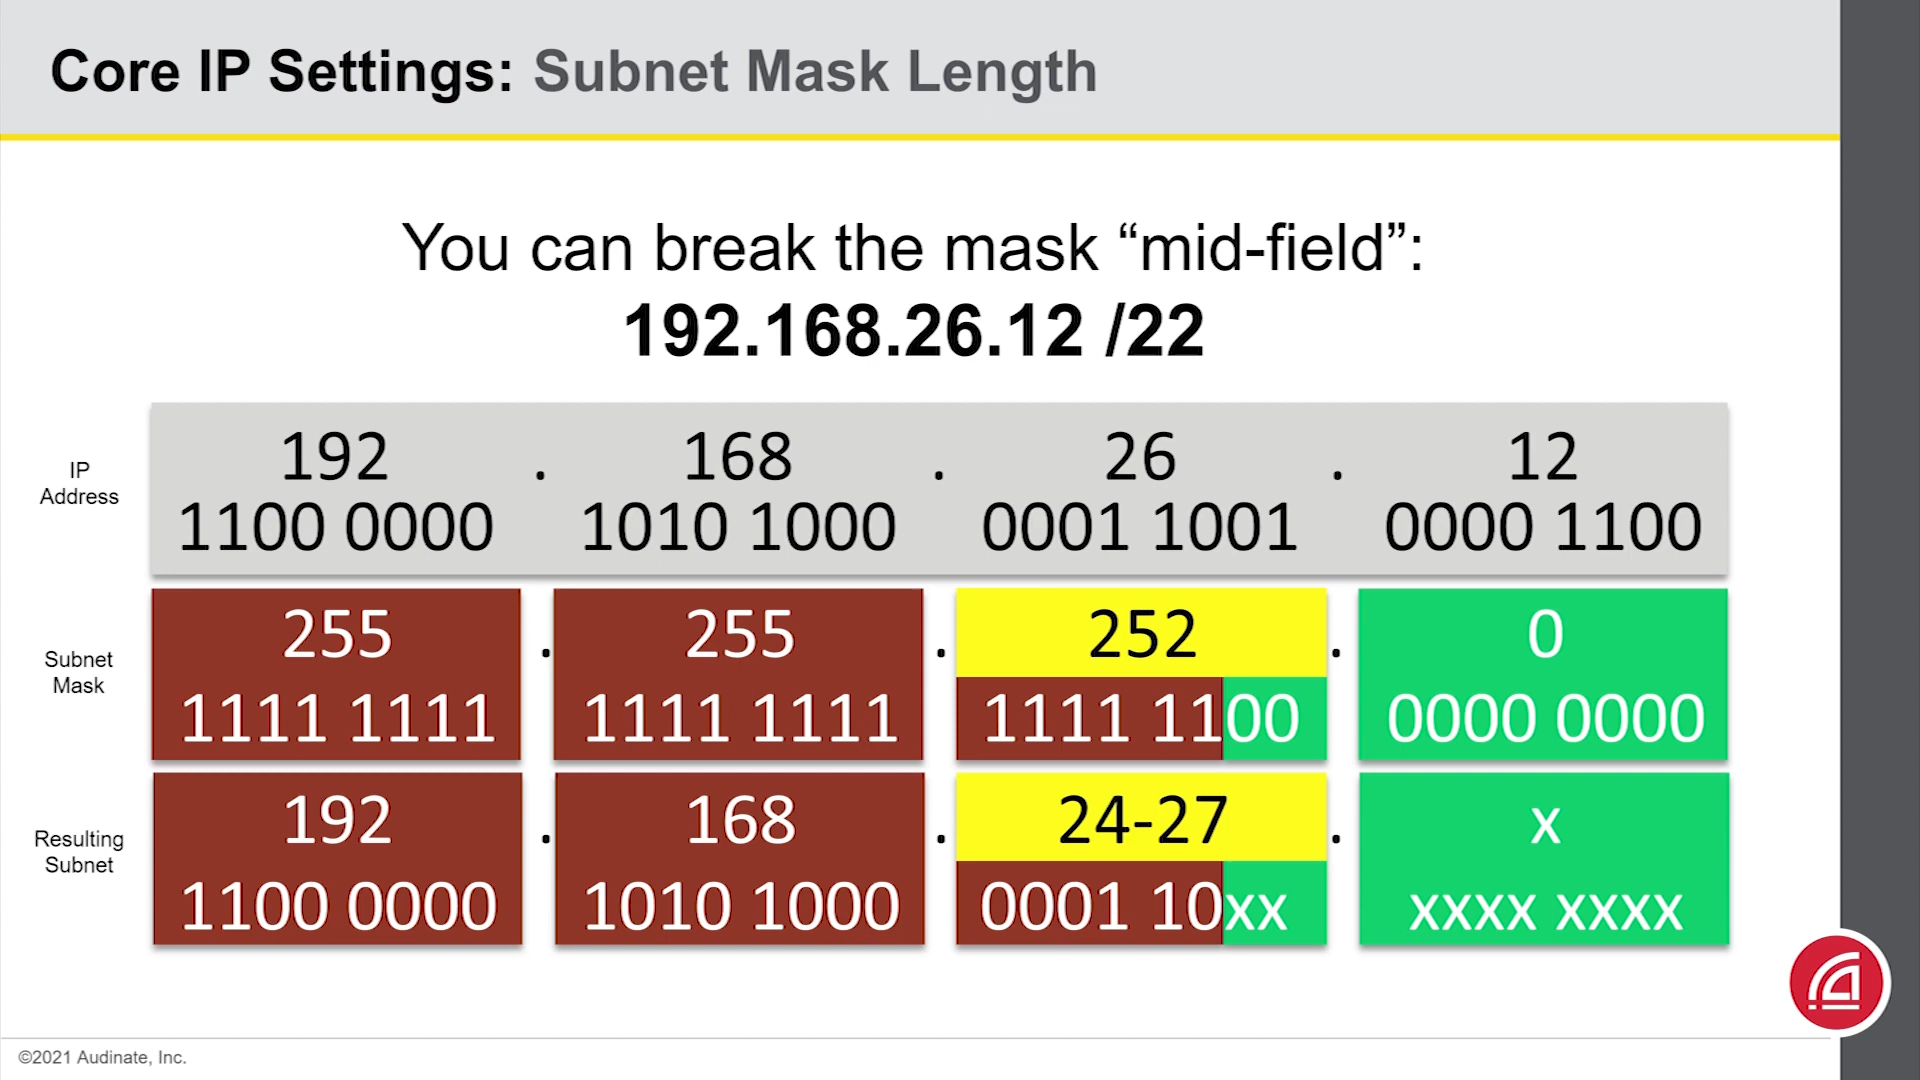 Core IP Settings: Subnet Mask Length
You can break the mask “mid-field”:
192.168.26.12 /22
IP
Address
192 . 168 . 26 . 12
1100 0000 1010 1000 0001 1001 0000 1100
Subnet
Mask
255 . 255 . 252 . 0
1111 1111 1111 1111 1111 1100 0000 0000
Resulting
Subnet
192 . 168 . 24-27 . x
1100 0000 1010 1000 0001 10xx xxxx xxxx
©2021 Audinate, Inc.